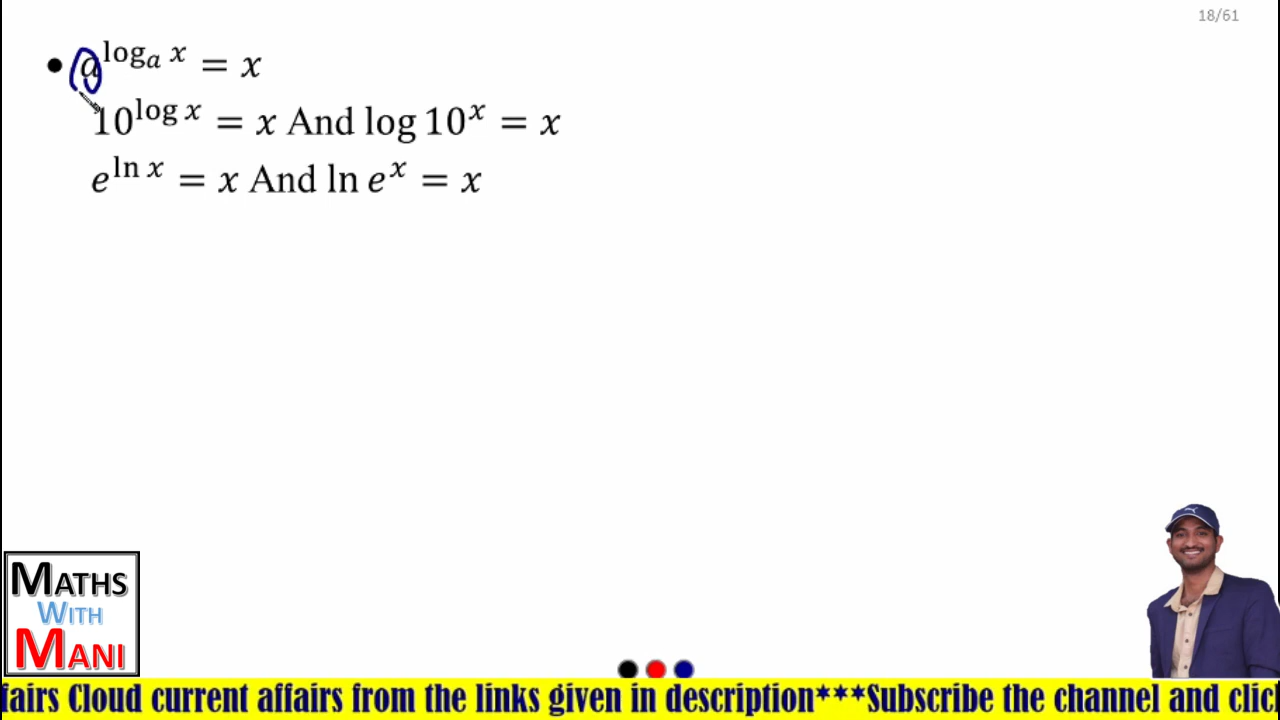 18/61
• a^{log_a x} = x
10^{log x} = x And log 10^x = x
e^{ln x} = x And ln e^x = x
MATHS
WITH
MANI
fairs Cloud current affairs from the links given in description***Subscribe the channel and clic